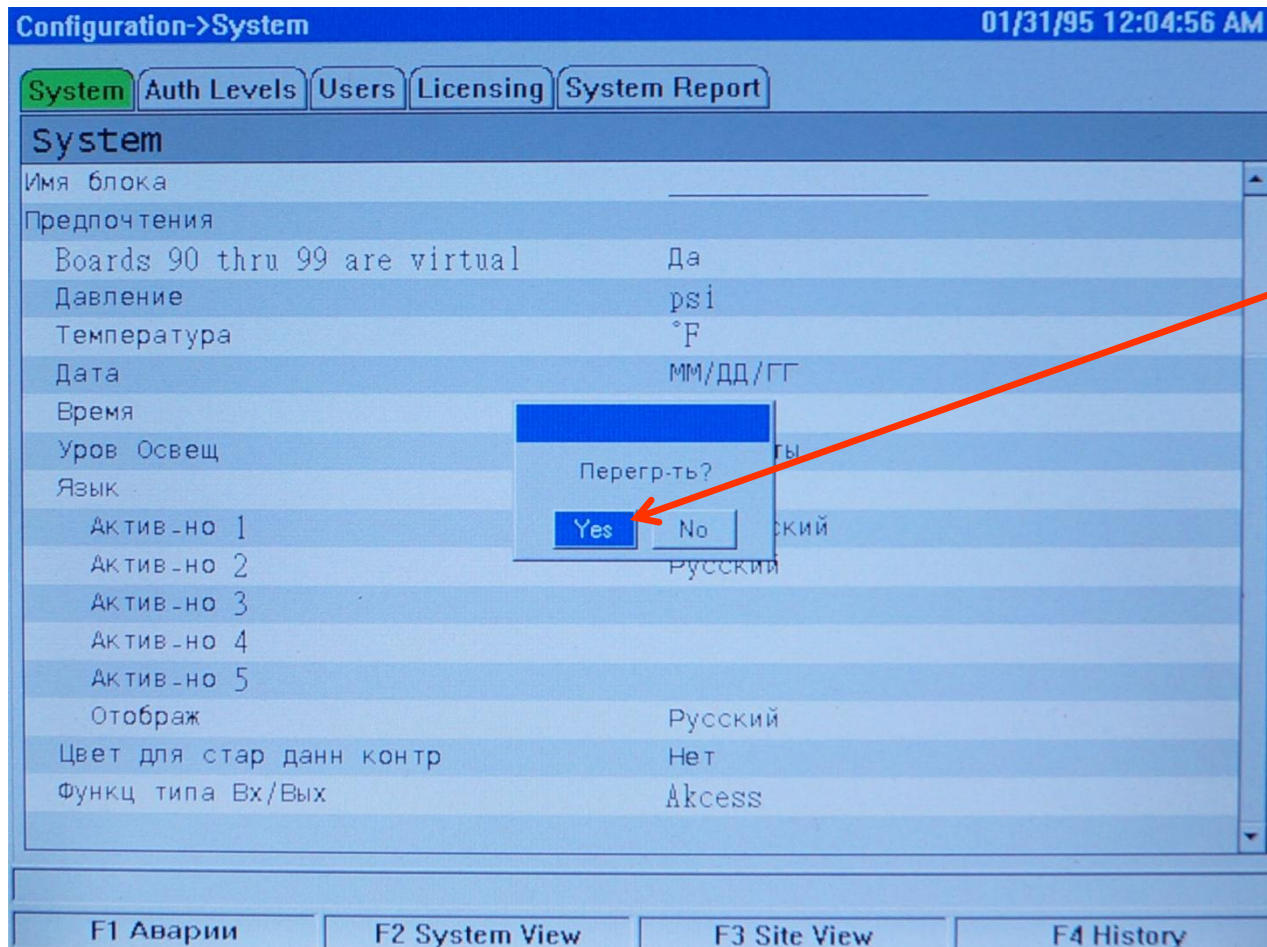 Configuration->System 01/31/95 12:04:56 AM
System Auth Levels Users Licensing System Report
System
Имя блока
Предпочтения
Boards 90 thru 99 are virtual Да
Давление psi
Температура °F
Дата ММ/ДД/ГГ
Время
Уров Освещ ты
Язык
Актив-но 1 ский
Актив-но 2 Русский
Актив-но 3
Актив-но 4
Актив-но 5
Отображ Русский
Цвет для стар данн контр Нет
Функц типа Вх/Вых Akcess
Перегр-ть?
Yes No
F1 Аварии F2 System View F3 Site View F4 History